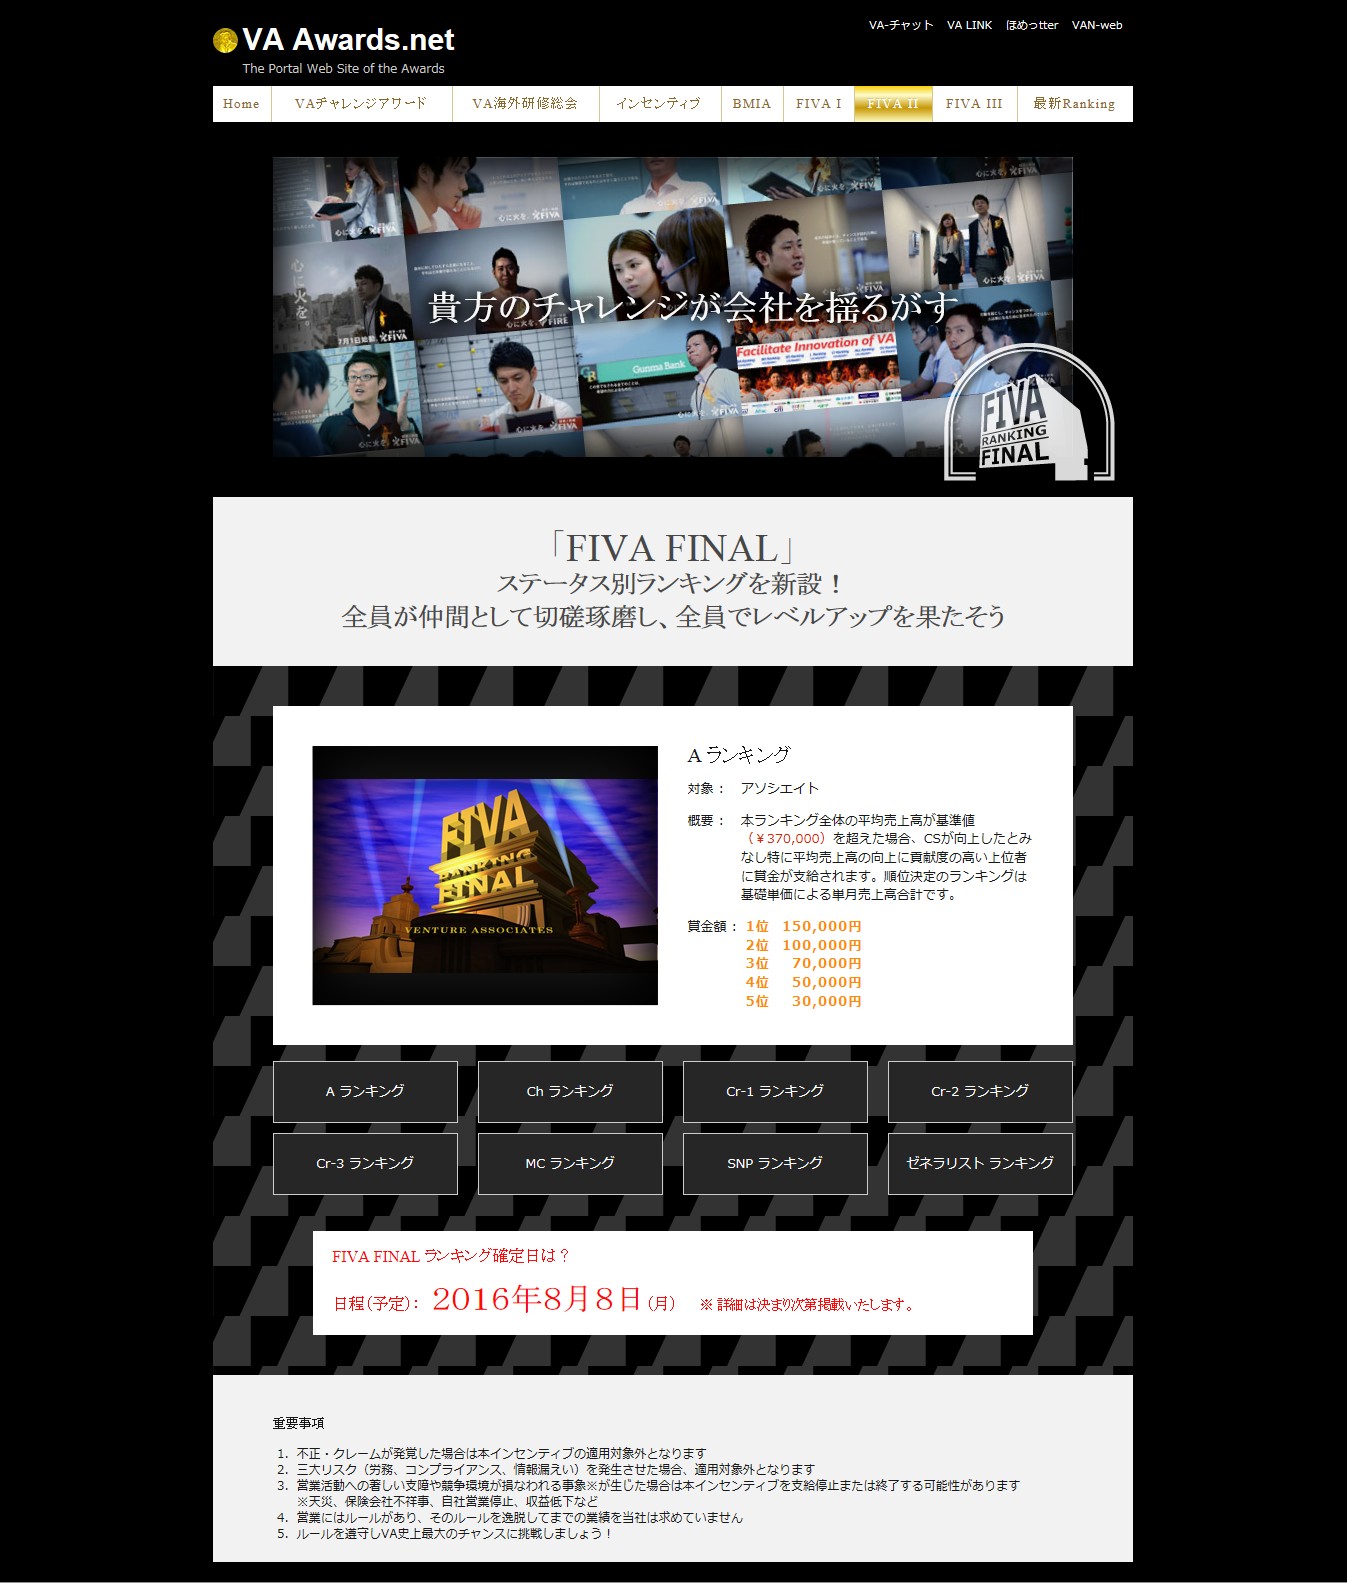 VA-チャット VA LINK ほめっtter VAN-web
VA Awards.net
The Portal Web Site of the Awards
Home VAチャレンジアワード VA海外研修総会 インセンティブ BMIA FIVA I FIVA II FIVA III 最新Ranking
心に火を。FIVA
貴方のチャレンジが会社を揺るがす
7月1日始動
Gunma Bank
Facilitate Innovation of VA
FIVA
RANKING
FINAL
「FIVA FINAL」
ステータス別ランキングを新設！
全員が仲間として切磋琢磨し、全員でレベルアップを果たそう
FIVA
RANKING
FINAL
VENTURE ASSOCIATES
A ランキング
対象： アソシエイト
概要： 本ランキング全体の平均売上高が基準値
（￥370,000）を超えた場合、CSが向上したとみ
なし特に平均売上高の向上に貢献度の高い上位者
に賞金が支給されます。順位決定のランキングは
基礎単価による単月売上高合計です。
賞金額： 1位 150,000円
2位 100,000円
3位 70,000円
4位 50,000円
5位 30,000円
A ランキング Ch ランキング Cr-1 ランキング Cr-2 ランキング
Cr-3 ランキング MC ランキング SNP ランキング ゼネラリスト ランキング
FIVA FINAL ランキング確定日は？
日程(予定)： 2016年8月8日(月) ※ 詳細は決まり次第掲載いたします。
重要事項
1. 不正・クレームが発覚した場合は本インセンティブの適用対象外となります
2. 三大リスク（労務、コンプライアンス、情報漏えい）を発生させた場合、適用対象外となります
3. 営業活動への著しい支障や競争環境が損なわれる事象※が生じた場合は本インセンティブを支給停止または終了する可能性があります
※天災、保険会社不祥事、自社営業停止、収益低下など
4. 営業にはルールがあり、そのルールを逸脱してまでの業績を当社は求めていません
5. ルールを遵守しVA史上最大のチャンスに挑戦しましょう！